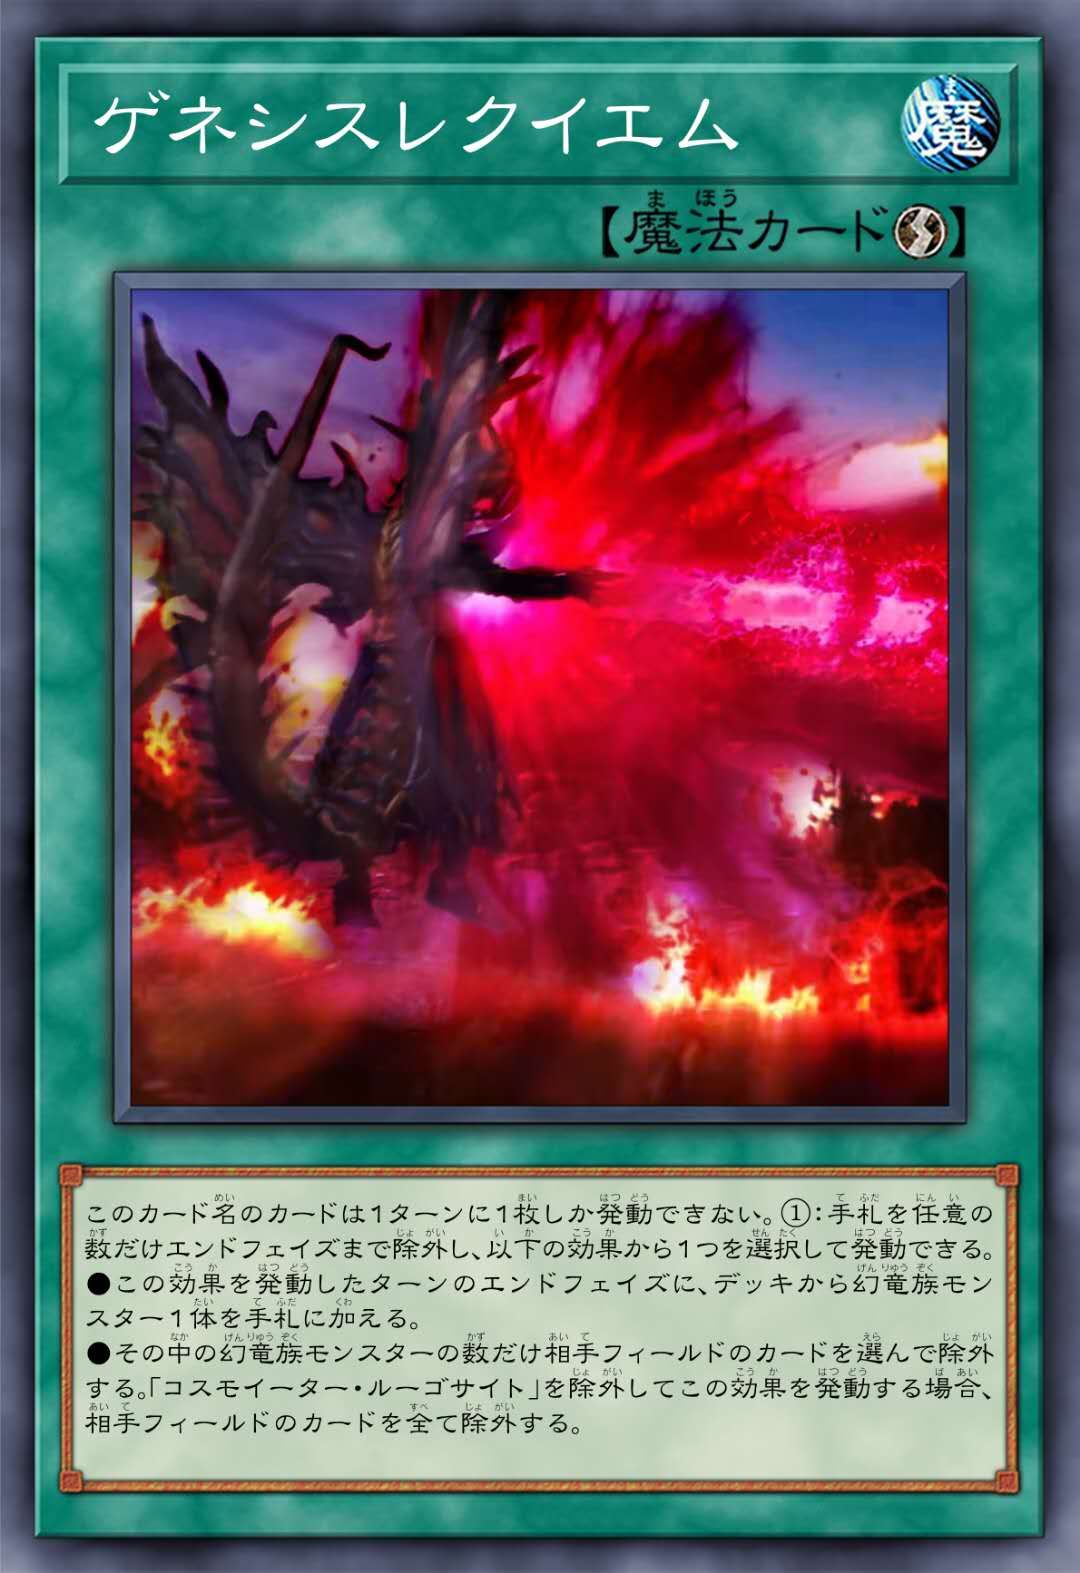 ゲネシスレクイエム
魔
ま
【魔法カード】
まほう
このカード名のカードは1ターンに1枚しか発動できない。①:手札を任意の
数だけエンドフェイズまで除外し、以下の効果から1つを選択して発動できる。
●この効果を発動したターンのエンドフェイズに、デッキから幻竜族モン
スター1体を手札に加える。
●その中の幻竜族モンスターの数だけ相手フィールドのカードを選んで除外
する。「コスモイーター・ルーゴサイト」を除外してこの効果を発動する場合、
相手フィールドのカードを全て除外する。